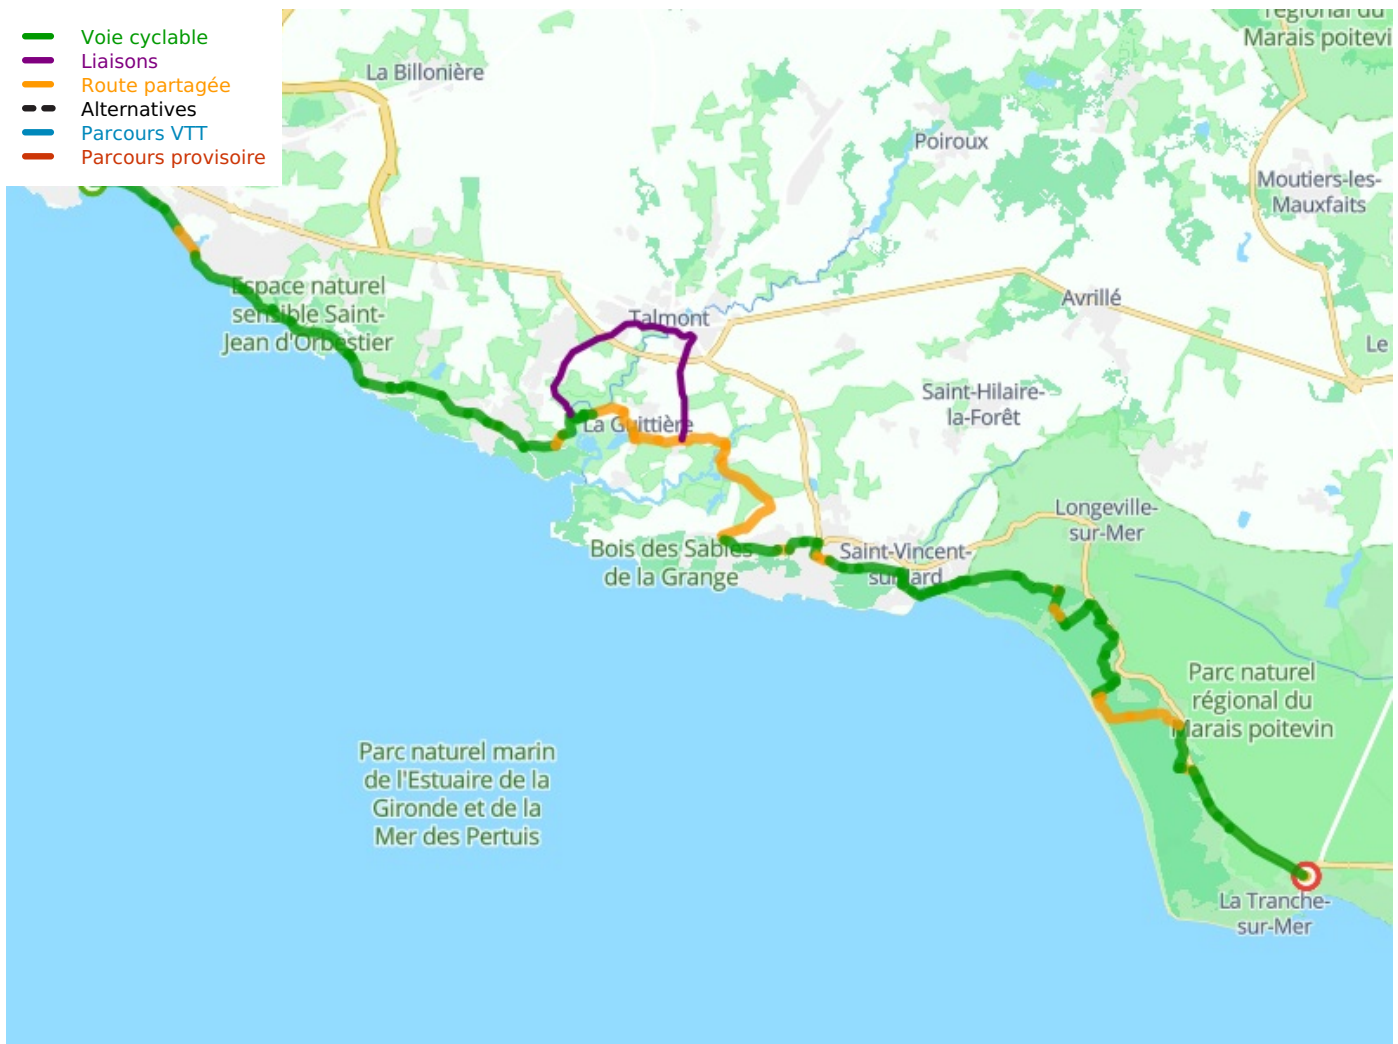 Voie cyclable
Liaisons
Route partagée
Alternatives
Parcours VTT
Parcours provisoire
régional du
Marais poitevi
La Billonière
Poiroux
Moutiers-les-
Mauxfaits
Espace naturel
sensible Saint-
Jean d'Orbestier
Talmont
Avrillé
Le
Saint-Hilaire-
la-Forêt
La Guittière
Longeville-
sur-Mer
Bois des Sables
de la Grange
Saint-Vincent-
sur-Jard
Parc naturel
régional du
Marais poitevin
Parc naturel marin
de l'Estuaire de la
Gironde et de la
Mer des Pertuis
La Tranche-
sur-Mer